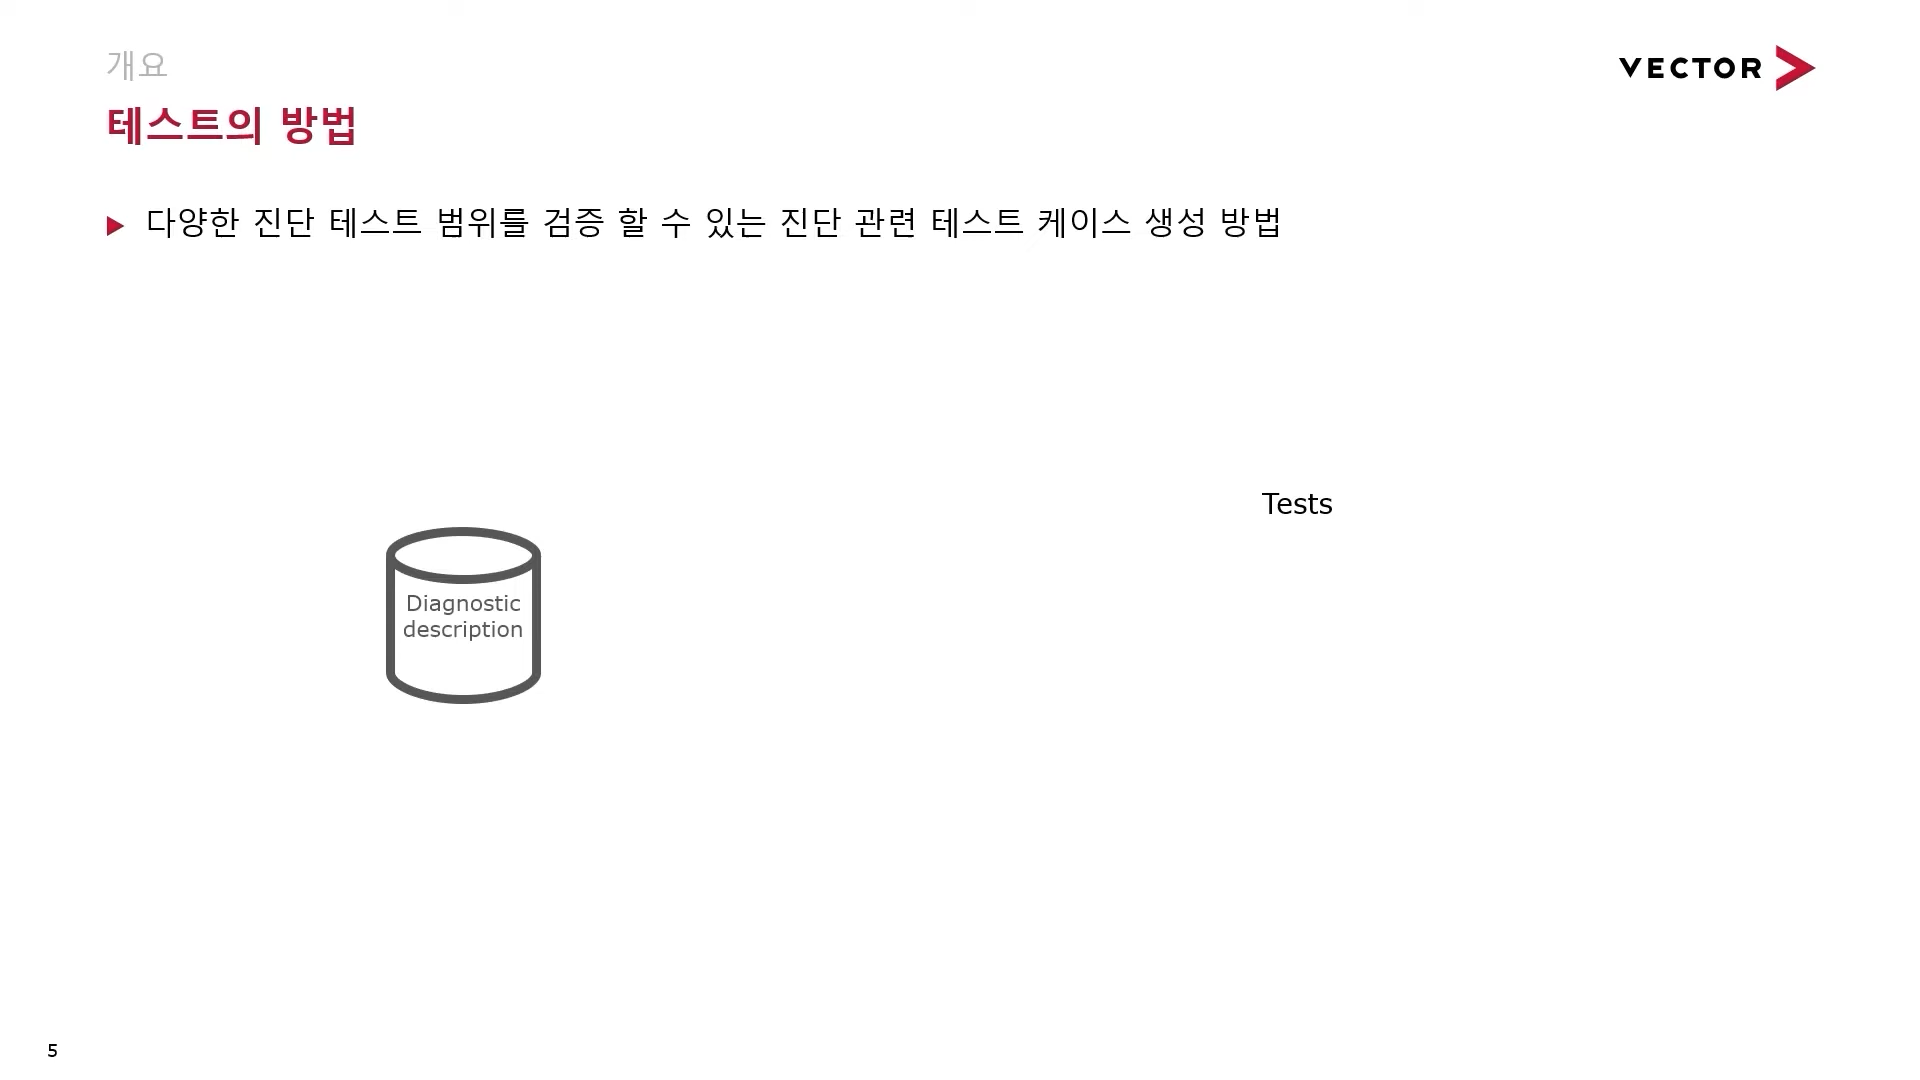 개요
VECTOR
테스트의 방법
다양한 진단 테스트 범위를 검증 할 수 있는 진단 관련 테스트 케이스 생성 방법
Tests
Diagnostic
description
5